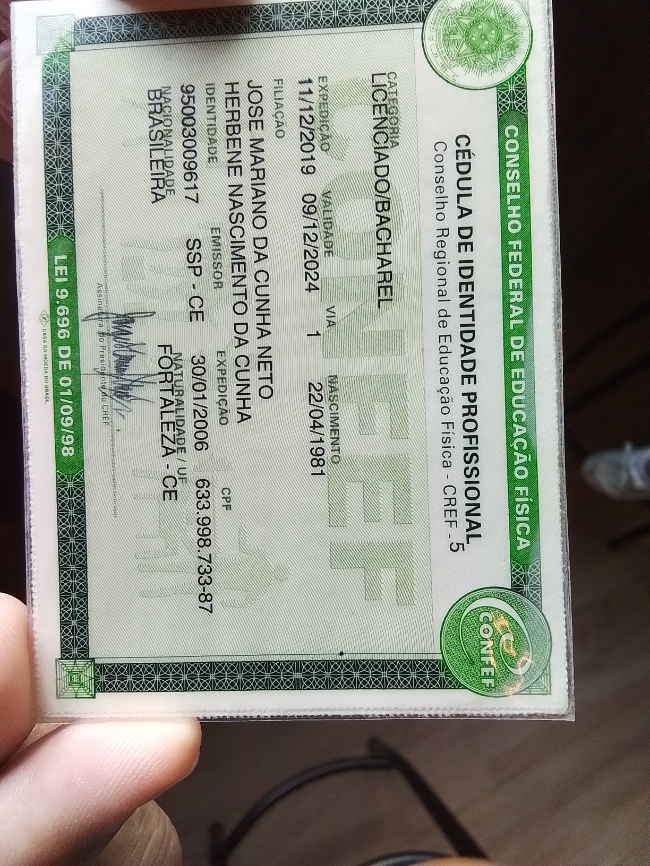 CONSELHO FEDERAL DE EDUCAÇÃO FÍSICA
CÉDULA DE IDENTIDADE PROFISSIONAL
Conselho Regional de Educação Física - CREF - 5
CONFEF
CONFEF
CATEGORIA
LICENCIADO/BACHAREL
EXPEDIÇÃO VALIDADE VIA NASCIMENTO
11/12/2019 09/12/2024 1 22/04/1981
FILIAÇÃO
JOSE MARIANO DA CUNHA NETO
HERBENE NASCIMENTO DA CUNHA
IDENTIDADE EMISSOR EXPEDIÇÃO CPF
95003009617 SSP - CE 30/01/2006 633.998.733-87
NACIONALIDADE NATURALIDADE / UF
BRASILEIRA FORTALEZA - CE
Assinatura do Presidente do CREF
LEI 9.696 DE 01/09/98
CASA DA MOEDA DO BRASIL